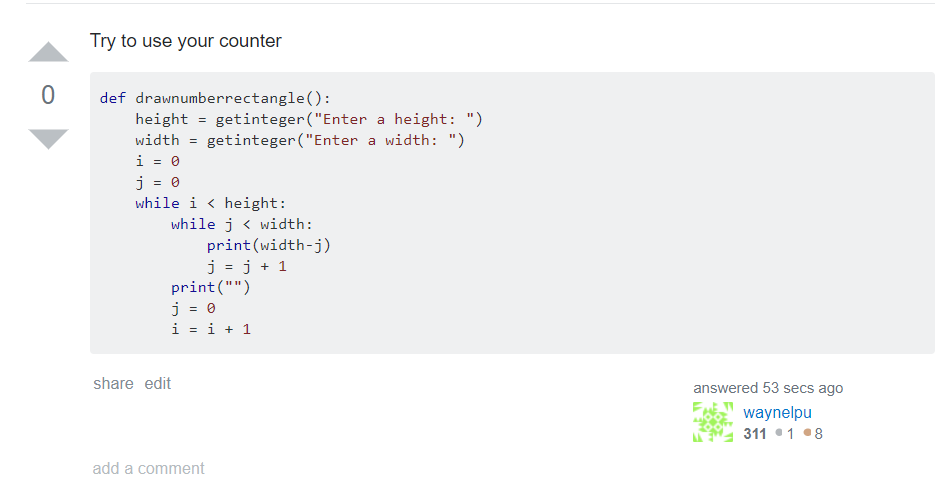 Try to use your counter
0
def drawnumberrectangle():
    height = getinteger("Enter a height: ")
    width = getinteger("Enter a width: ")
    i = 0
    j = 0
    while i < height:
        while j < width:
            print(width-j)
            j = j + 1
        print("")
        j = 0
        i = i + 1
share edit
answered 53 secs ago
waynelpu
311 ●1 ●8
add a comment